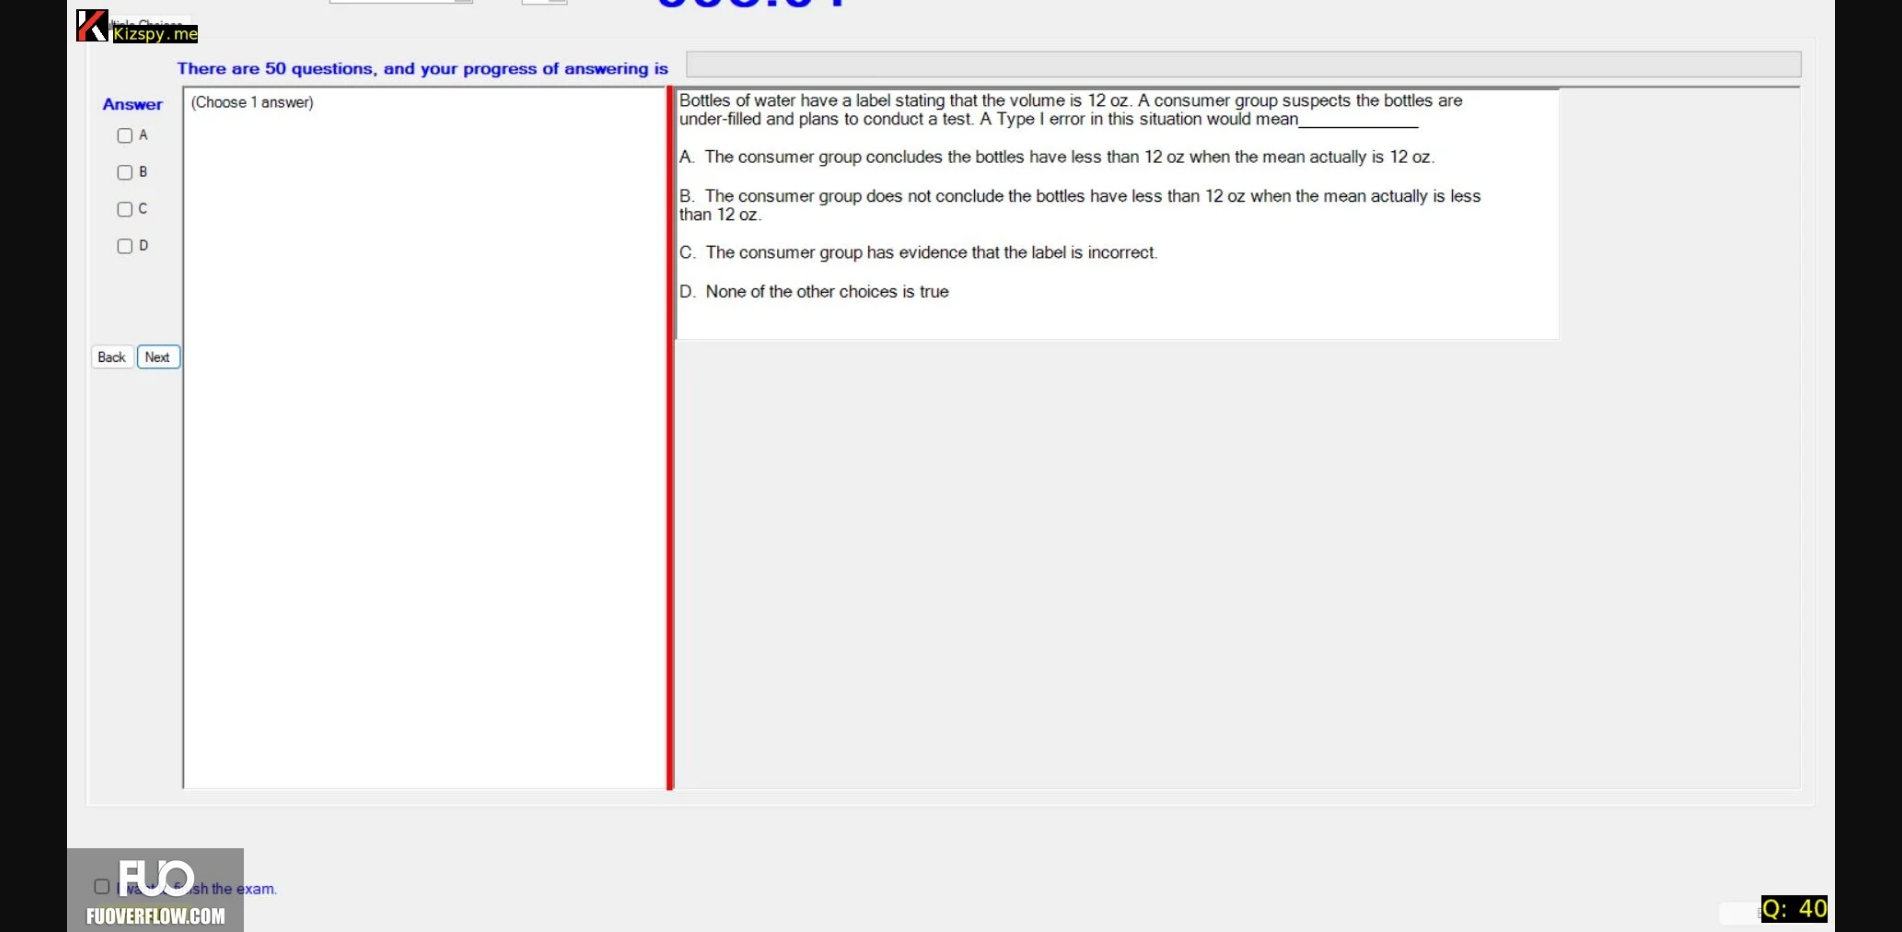 Kizspy.me
There are 50 questions, and your progress of answering is
Answer
(Choose 1 answer)
A
B
C
D
Back
Next
Bottles of water have a label stating that the volume is 12 oz. A consumer group suspects the bottles are
under-filled and plans to conduct a test. A Type I error in this situation would mean_____________
A. The consumer group concludes the bottles have less than 12 oz when the mean actually is 12 oz.
B. The consumer group does not conclude the bottles have less than 12 oz when the mean actually is less
than 12 oz.
C. The consumer group has evidence that the label is incorrect.
D. None of the other choices is true
FUO
I want finish the exam.
FUOVERFLOW.COM
Q: 40